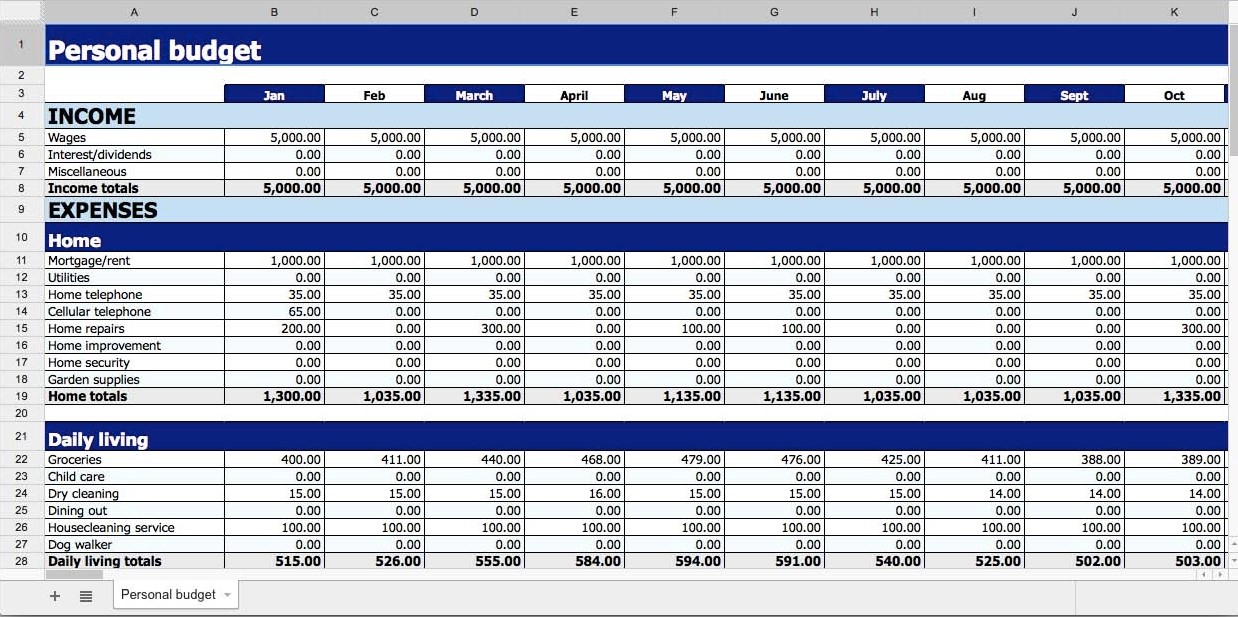 A B C D E F G H I J K
1 Personal budget
2
3 Jan Feb March April May June July Aug Sept Oct
4 INCOME
5 Wages 5,000.00 5,000.00 5,000.00 5,000.00 5,000.00 5,000.00 5,000.00 5,000.00 5,000.00 5,000.00
6 Interest/dividends 0.00 0.00 0.00 0.00 0.00 0.00 0.00 0.00 0.00 0.00
7 Miscellaneous 0.00 0.00 0.00 0.00 0.00 0.00 0.00 0.00 0.00 0.00
8 Income totals 5,000.00 5,000.00 5,000.00 5,000.00 5,000.00 5,000.00 5,000.00 5,000.00 5,000.00 5,000.00
9 EXPENSES
10 Home
11 Mortgage/rent 1,000.00 1,000.00 1,000.00 1,000.00 1,000.00 1,000.00 1,000.00 1,000.00 1,000.00 1,000.00
12 Utilities 0.00 0.00 0.00 0.00 0.00 0.00 0.00 0.00 0.00 0.00
13 Home telephone 35.00 35.00 35.00 35.00 35.00 35.00 35.00 35.00 35.00 35.00
14 Cellular telephone 65.00 0.00 0.00 0.00 0.00 0.00 0.00 0.00 0.00 0.00
15 Home repairs 200.00 0.00 300.00 0.00 100.00 100.00 0.00 0.00 0.00 300.00
16 Home improvement 0.00 0.00 0.00 0.00 0.00 0.00 0.00 0.00 0.00 0.00
17 Home security 0.00 0.00 0.00 0.00 0.00 0.00 0.00 0.00 0.00 0.00
18 Garden supplies 0.00 0.00 0.00 0.00 0.00 0.00 0.00 0.00 0.00 0.00
19 Home totals 1,300.00 1,035.00 1,335.00 1,035.00 1,135.00 1,135.00 1,035.00 1,035.00 1,035.00 1,335.00
20
21 Daily living
22 Groceries 400.00 411.00 440.00 468.00 479.00 476.00 425.00 411.00 388.00 389.00
23 Child care 0.00 0.00 0.00 0.00 0.00 0.00 0.00 0.00 0.00 0.00
24 Dry cleaning 15.00 15.00 15.00 16.00 15.00 15.00 15.00 14.00 14.00 14.00
25 Dining out 0.00 0.00 0.00 0.00 0.00 0.00 0.00 0.00 0.00 0.00
26 Housecleaning service 100.00 100.00 100.00 100.00 100.00 100.00 100.00 100.00 100.00 100.00
27 Dog walker 0.00 0.00 0.00 0.00 0.00 0.00 0.00 0.00 0.00 0.00
28 Daily living totals 515.00 526.00 555.00 584.00 594.00 591.00 540.00 525.00 502.00 503.00
Personal budget